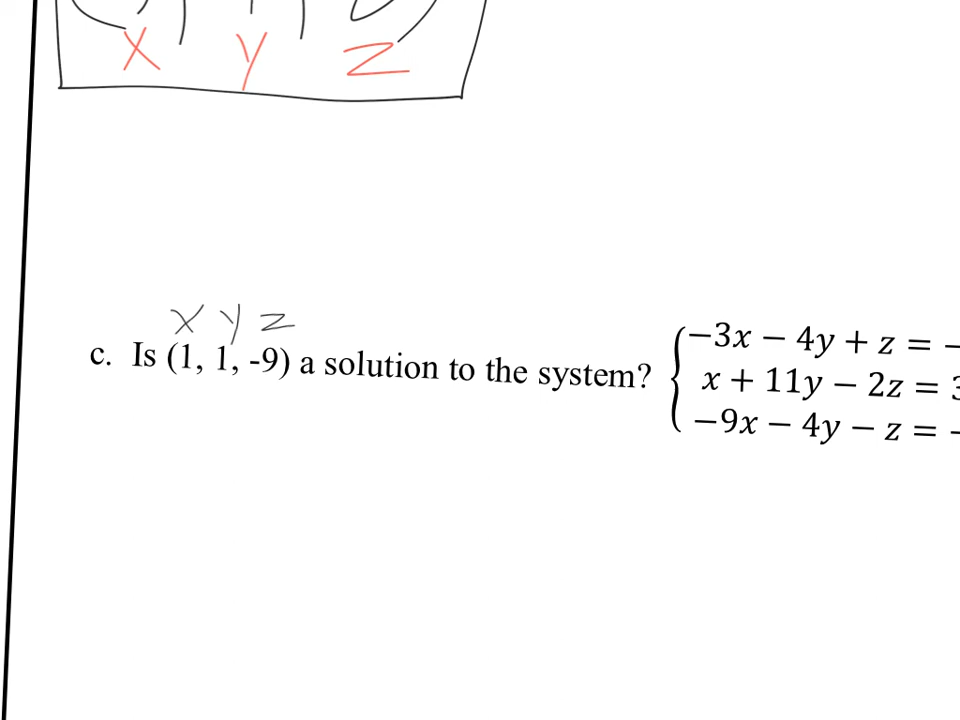 x y z
x y z
c. Is (1, 1, -9) a solution to the system?
−3x − 4y + z = −
x + 11y − 2z = 3
−9x − 4y − z = −